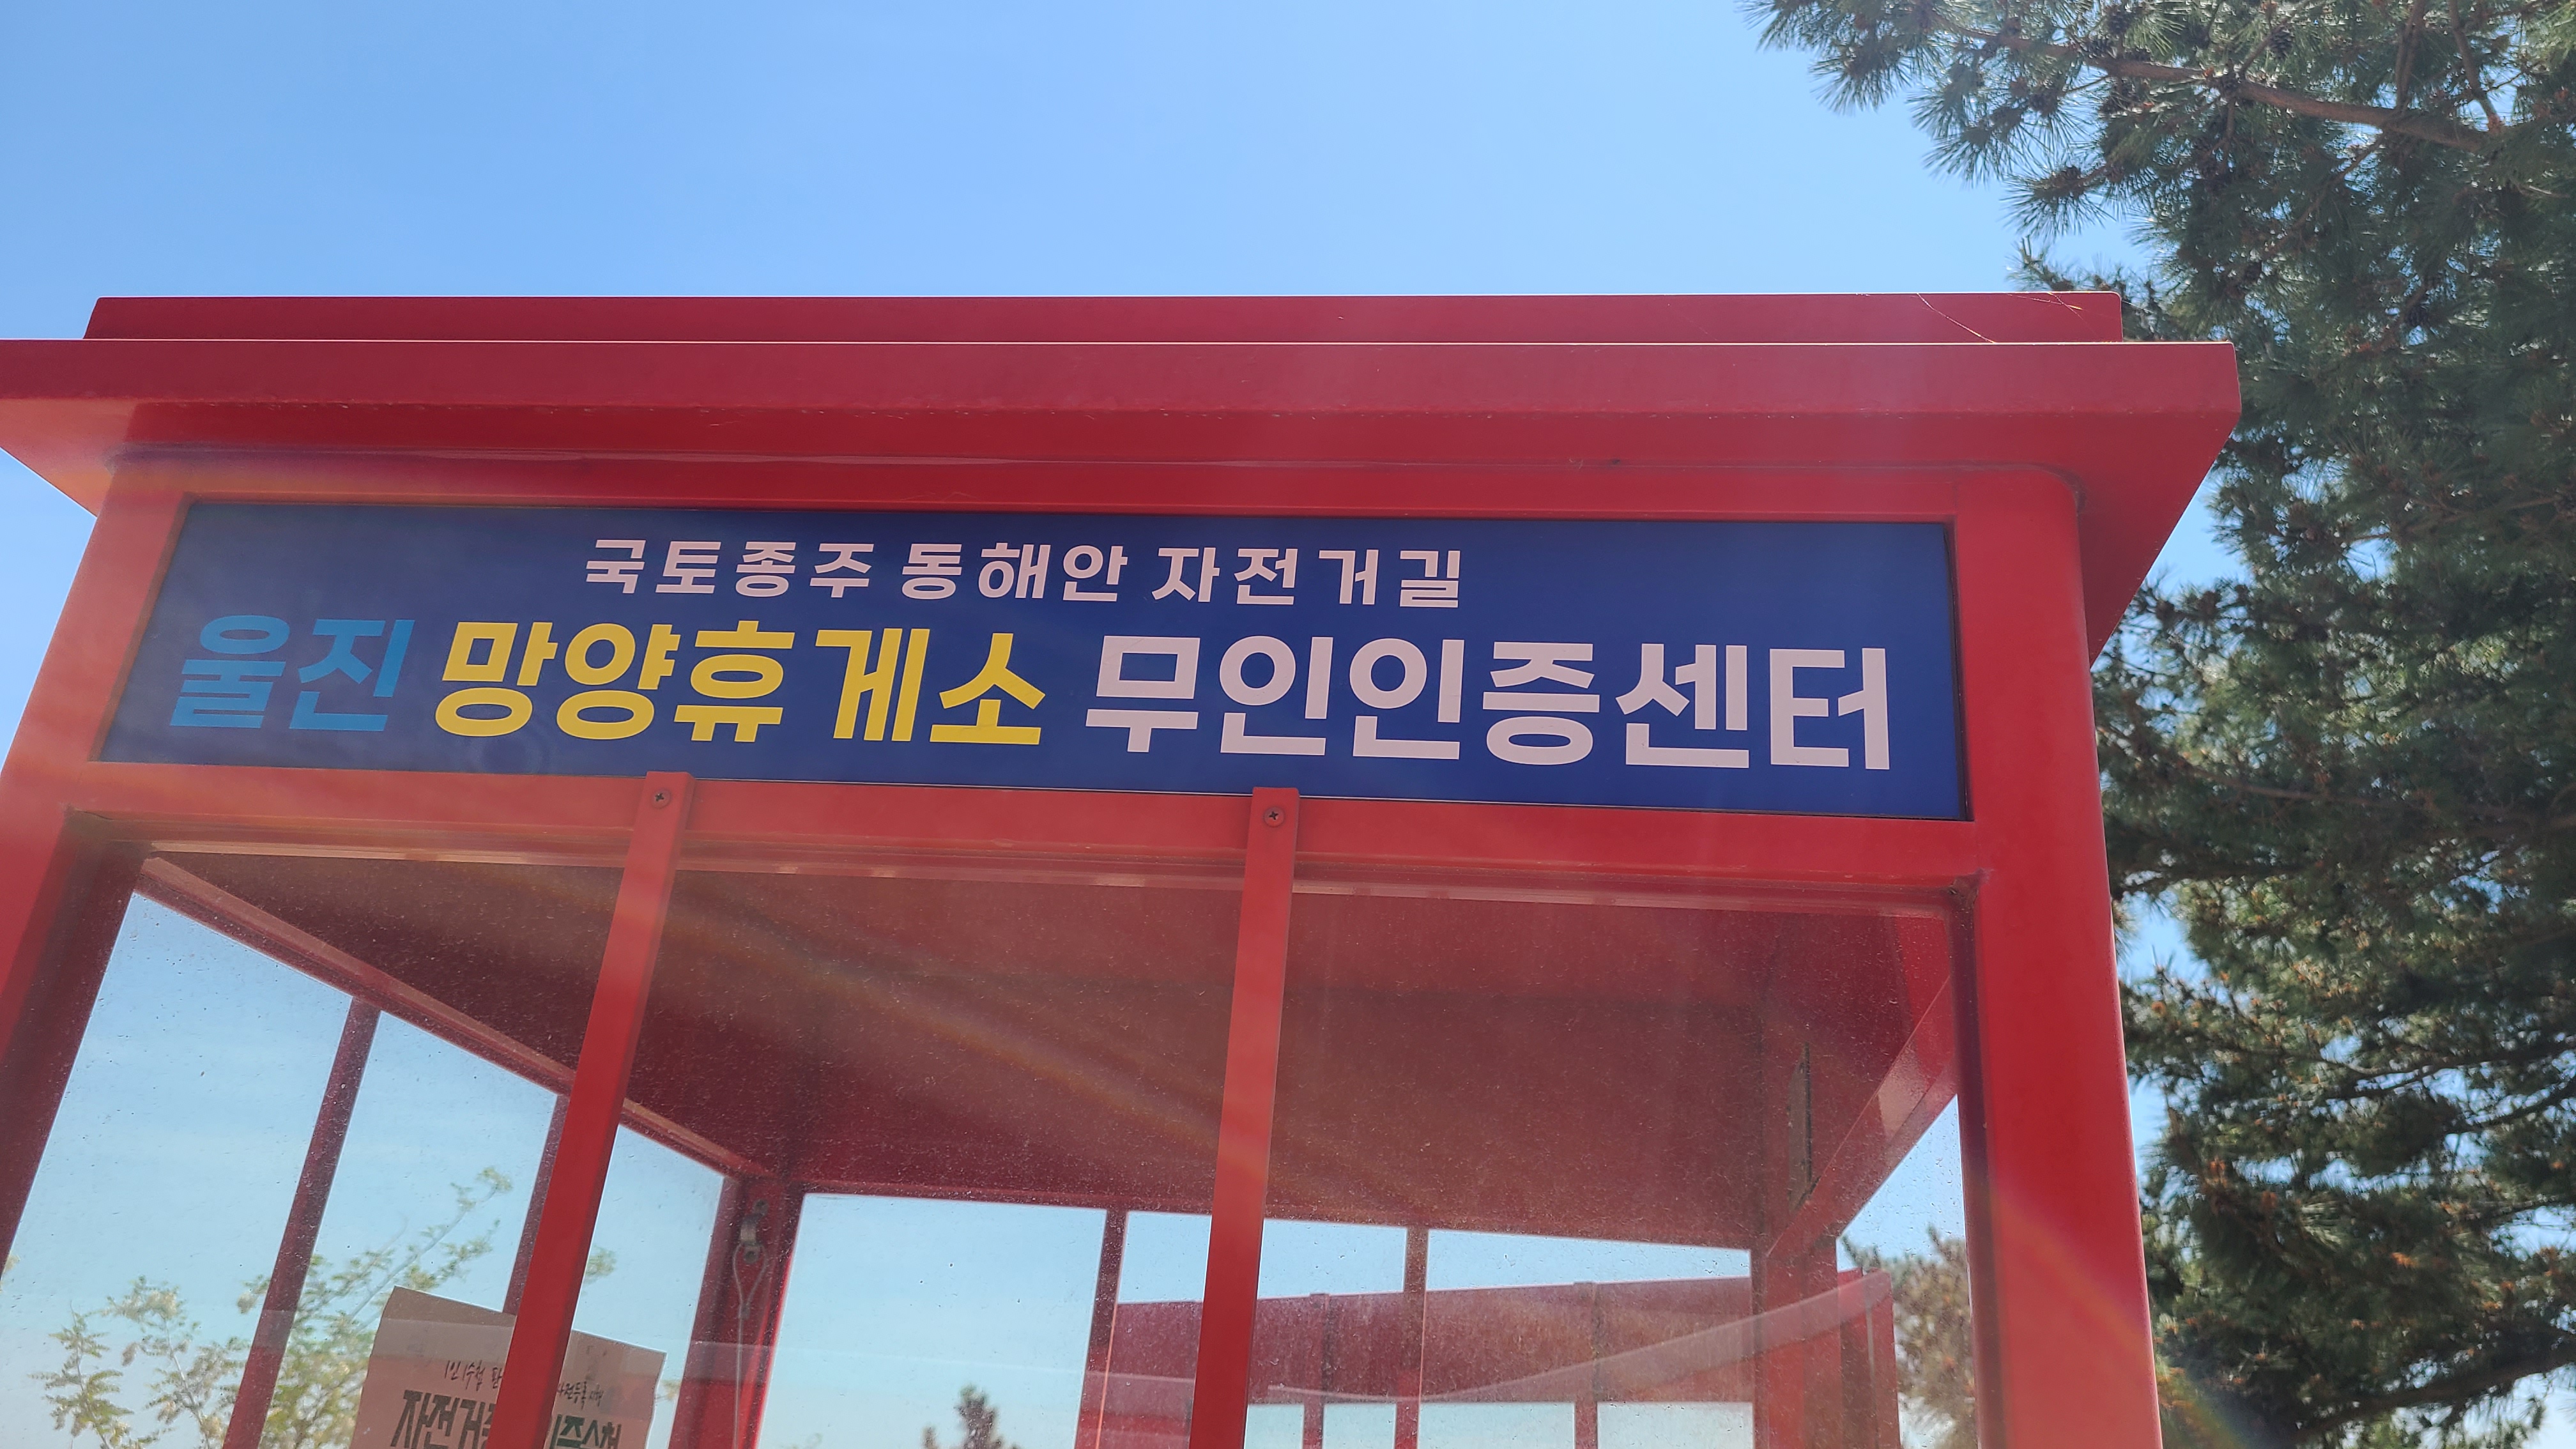 국토종주 동해안 자전거길
울진 망양휴게소 무인인증센터